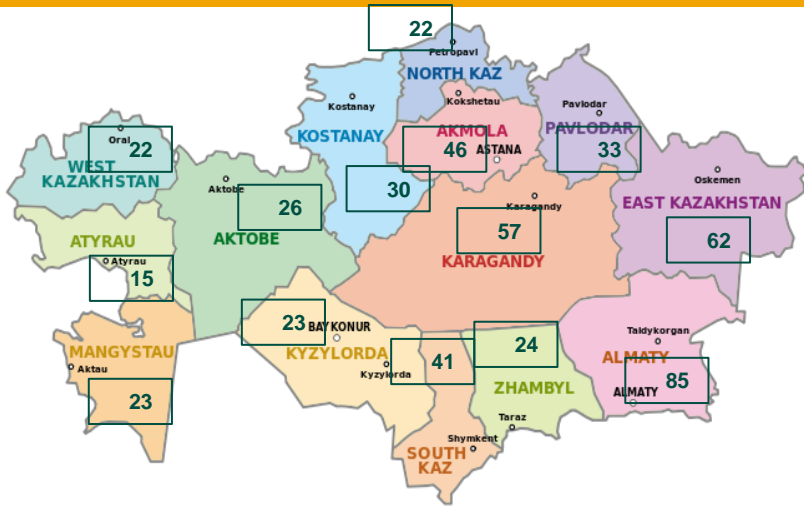 22
Petropavl
NORTH KAZ
Kostanay
Kokshetau
Pavlodar
KOSTANAY
AKMOLA
PAVLODAR
Oral
22
46
ASTANA
33
WEST
KAZAKHSTAN
Aktobe
30
Karagandy
Oskemen
EAST KAZAKHSTAN
26
ATYRAU
AKTOBE
57
62
Atyrau
KARAGANDY
15
23
BAYKONUR
Taldykorgan
MANGYSTAU
KYZYLORDA
41
24
ALMATY
Aktau
Kyzylorda
85
23
ZHAMBYL
ALMATY
Taraz
Shymkent
SOUTH
KAZ